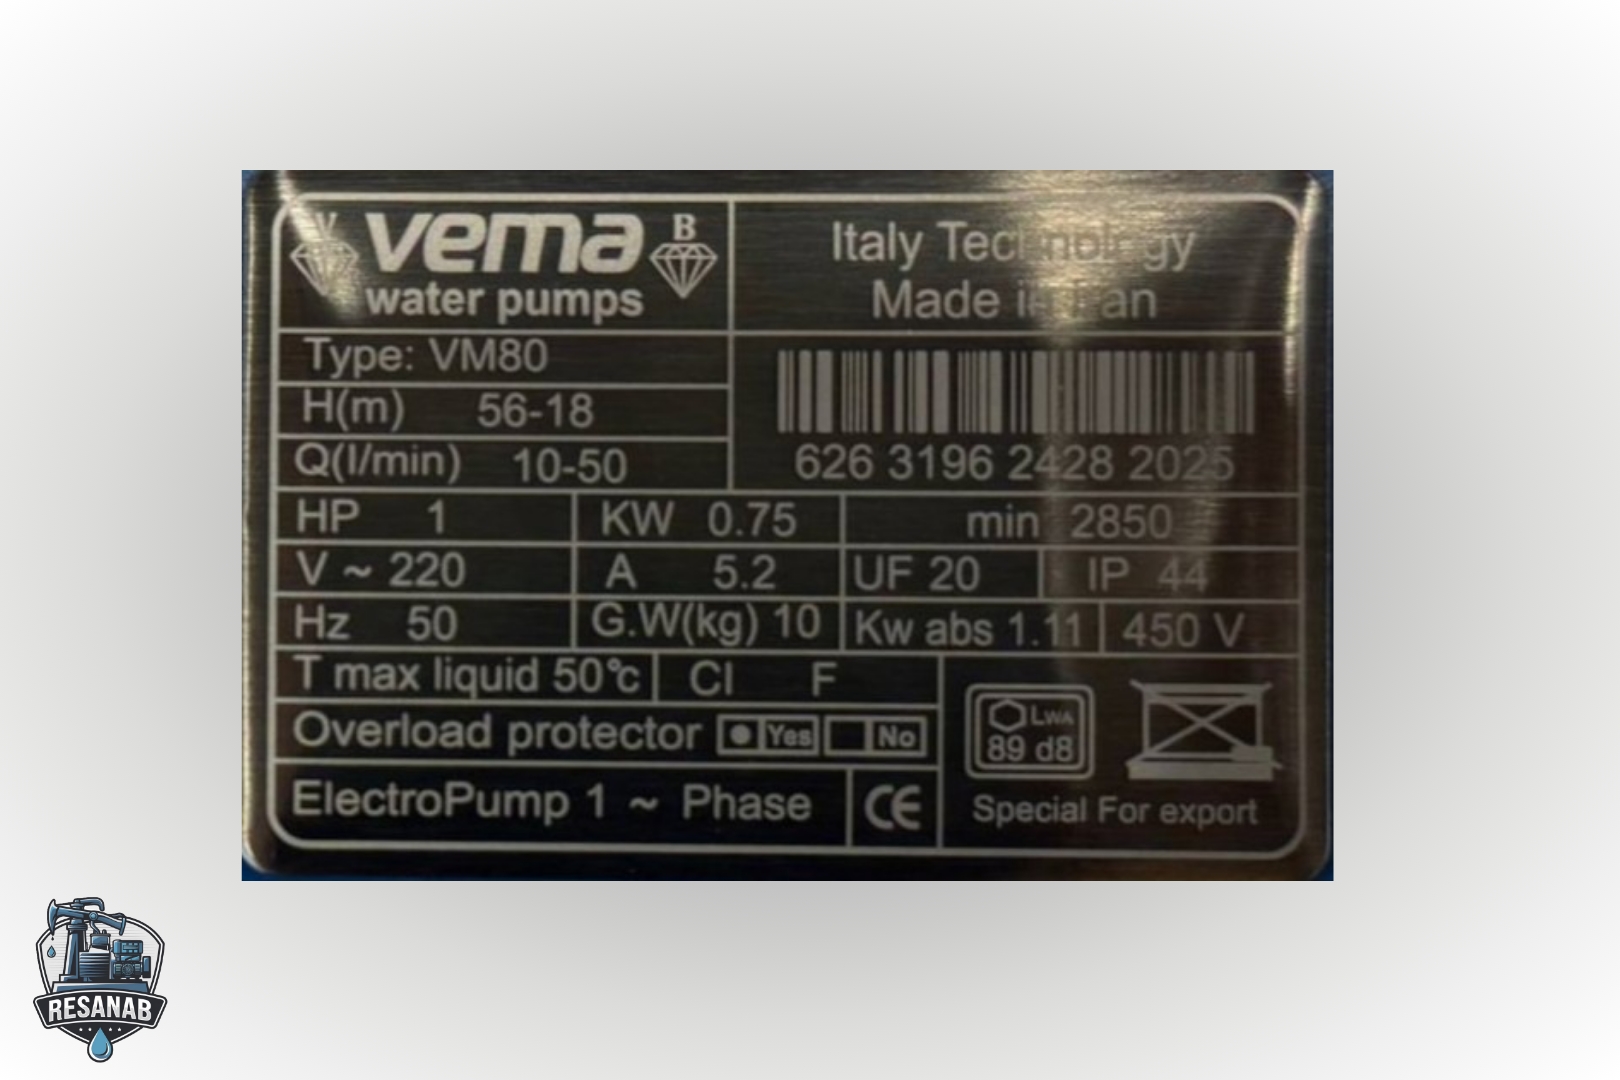 V vema B
water pumps
Italy Technology
Made in Iran
Type: VM80
H(m) 56-18
Q(l/min) 10-50
626 3196 2428 2025
HP 1 KW 0.75 min 2850
V ~ 220 A 5.2 UF 20 IP 44
Hz 50 G.W(kg) 10 Kw abs 1.11 450 V
T max liquid 50°c Cl F
Overload protector Yes No
LWA
89 d8
ElectroPump 1 ~ Phase CE
Special For export
RESANAB